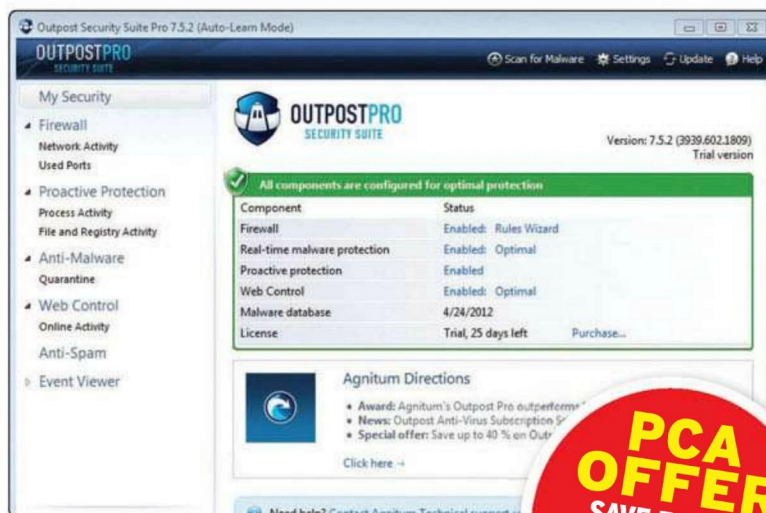 Outpost Security Suite Pro 7.5.2 (Auto-Learn Mode)
OUTPOSTPRO
SECURITY SUITE
Scan for Malware Settings Update Help
My Security
Firewall
Network Activity
Used Ports
Proactive Protection
Process Activity
File and Registry Activity
Anti-Malware
Quarantine
Web Control
Online Activity
Anti-Spam
Event Viewer
OUTPOSTPRO
SECURITY SUITE
Version: 7.5.2 (3939.602.1809)
Trial version
All components are configured for optimal protection
Component Status
Firewall Enabled: Rules Wizard
Real-time malware protection Enabled: Optimal
Proactive protection Enabled
Web Control Enabled: Optimal
Malware database 4/24/2012
License Trial, 25 days left Purchase...
Agnitum Directions
• Award: Agnitum's Outpost Pro outperforms
• News: Outpost Anti-Virus Subscription
• Special offer: Save up to 40 % on
Click here →
Need help? Contact Agnitum Technical support
PCA
OFFER
SAVE